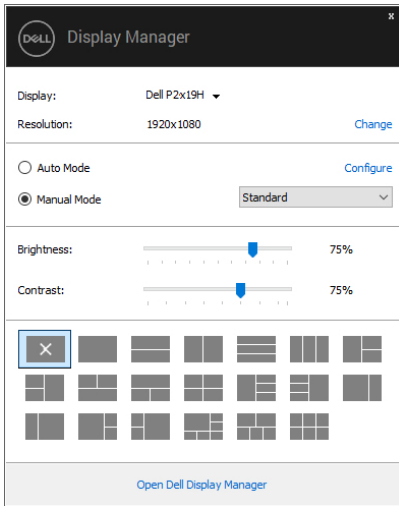 x
DELL Display Manager
Display: Dell P2x19H
Resolution: 1920x1080 Change
Auto Mode Configure
Manual Mode Standard
Brightness: 75%
Contrast: 75%
Open Dell Display Manager